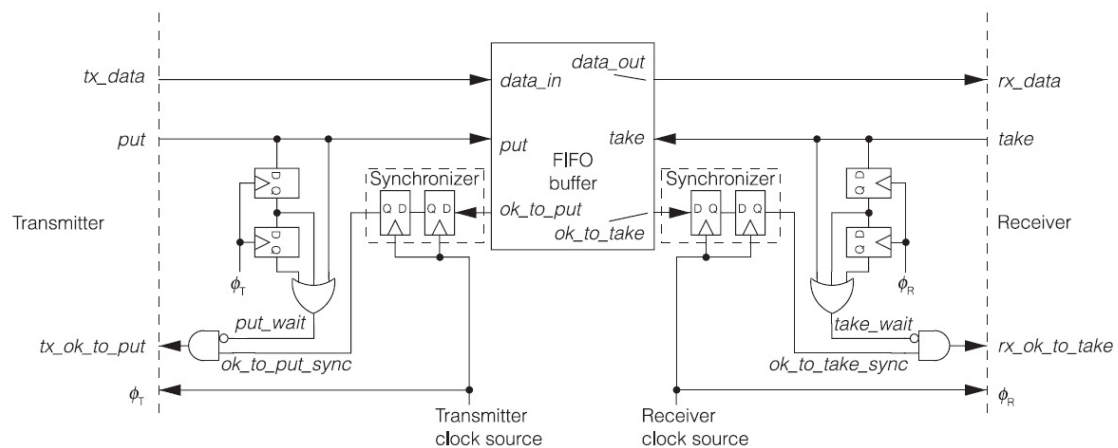 tx_data
data_in
data_out
rx_data
put
put
take
take
FIFO
buffer
Synchronizer
Synchronizer
D
Q
D
Q
Q D
Q D
D Q
D Q
D
Q
D
Q
ok_to_put
ok_to_take
Transmitter
Receiver
ϕT
ϕR
put_wait
take_wait
tx_ok_to_put
rx_ok_to_take
ok_to_put_sync
ok_to_take_sync
ϕT
ϕR
Transmitter
clock source
Receiver
clock source